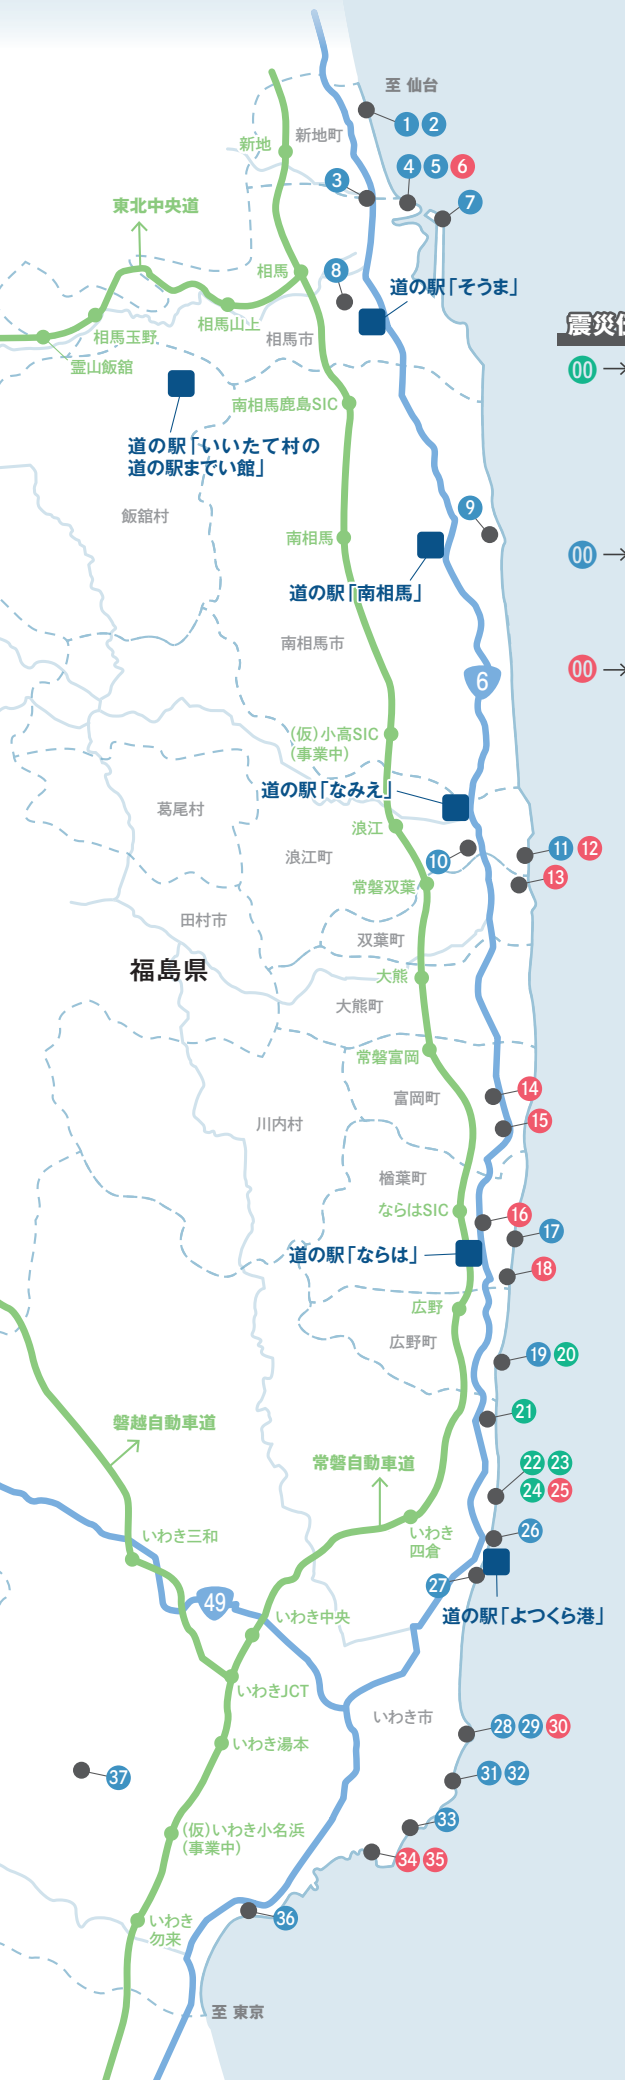 至 仙台
1 2
新地町
新地
4 5 6
3
7
東北中央道
相馬
8
道の駅「そうま」
相馬山上
相馬玉野
相馬市
霊山飯舘
震災伝
00
南相馬鹿島SIC
道の駅「いいたて村の
道の駅までい館」
飯舘村
9
南相馬
00
道の駅「南相馬」
南相馬市
00
6
(仮)小高SIC
(事業中)
道の駅「なみえ」
葛尾村
浪江
浪江町
10
11 12
13
常磐双葉
田村市
双葉町
福島県
大熊
大熊町
常磐富岡
14
富岡町
15
川内村
楢葉町
ならはSIC
16
17
道の駅「ならは」
18
広野
広野町
19 20
21
磐越自動車道
常磐自動車道
22 23
24 25
いわき三和
いわき
四倉
26
27
49
いわき中央
道の駅「よつくら港」
いわきJCT
いわき市
28 29 30
いわき湯本
37
31 32
33
(仮)いわき小名浜
(事業中)
34 35
36
いわき
勿来
至 東京